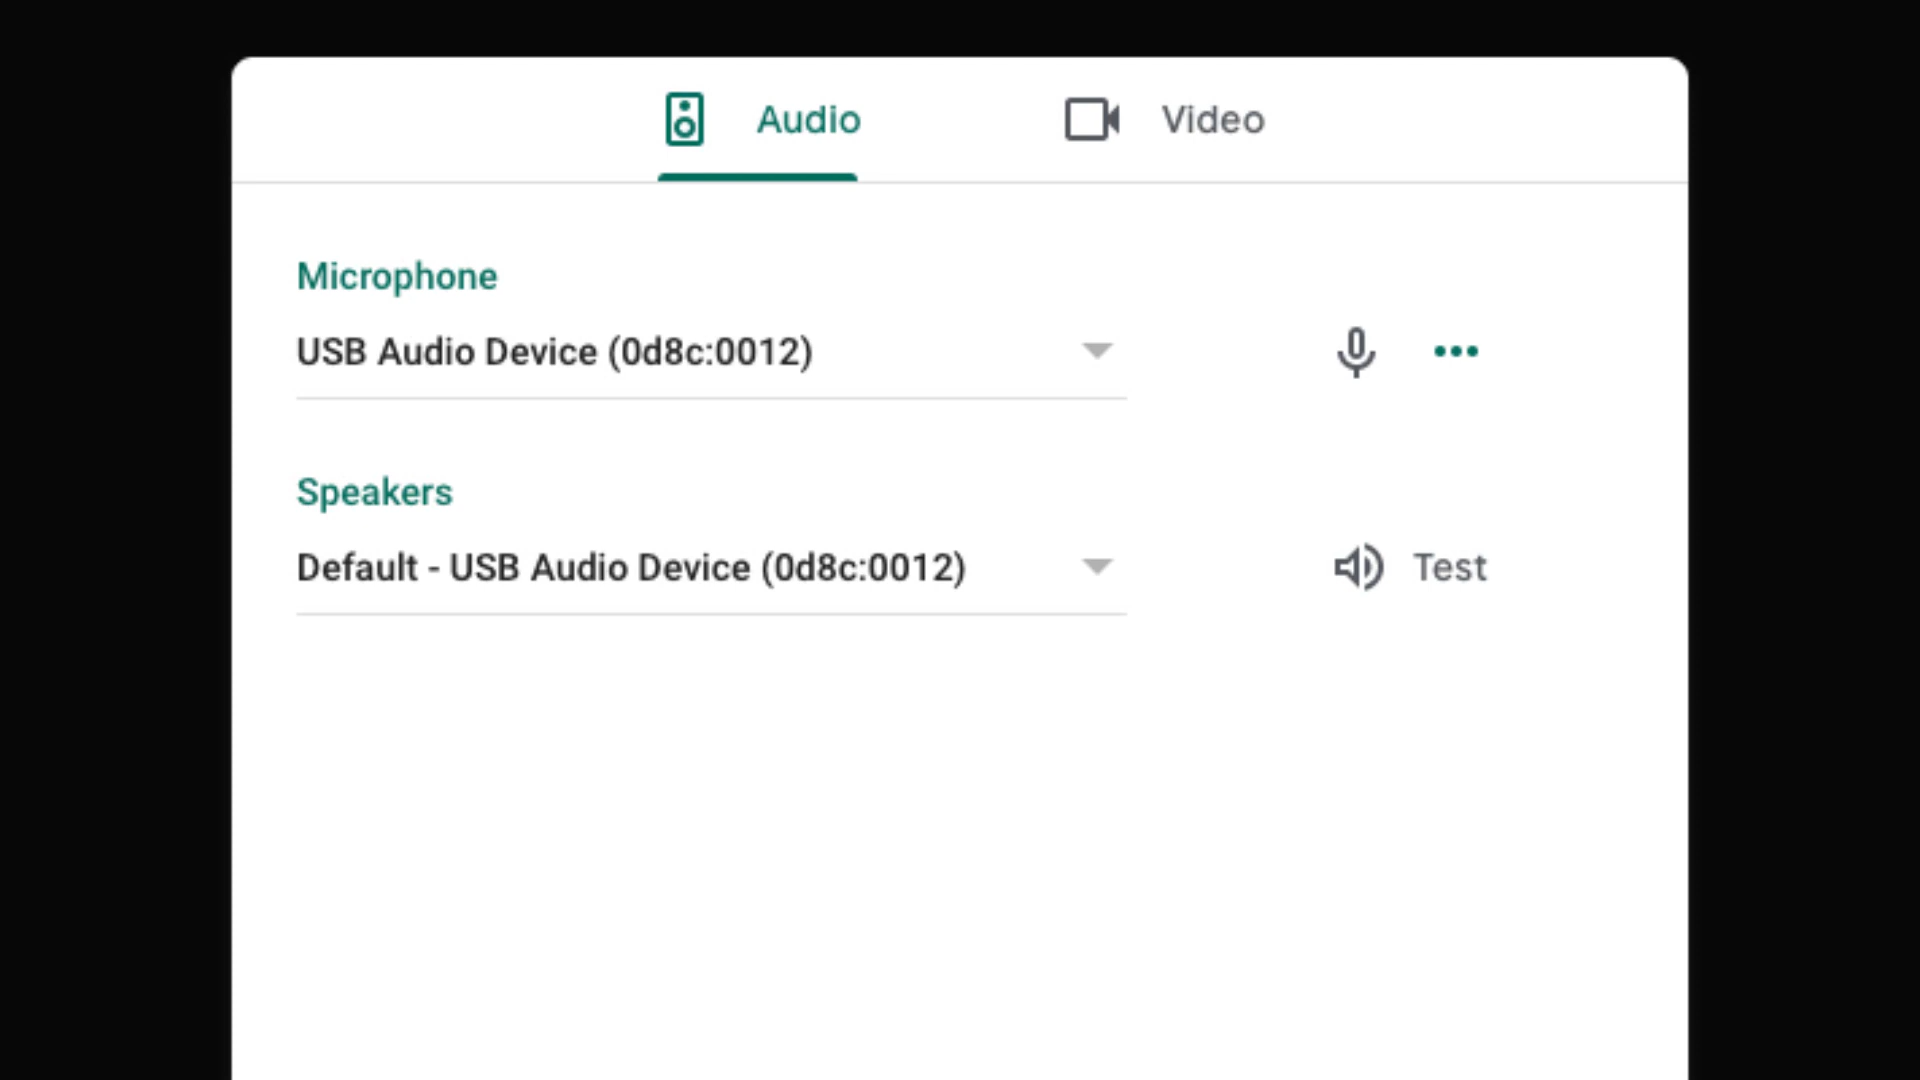 Audio
Video
Microphone
USB Audio Device (0d8c:0012)
Speakers
Default - USB Audio Device (0d8c:0012)
Test